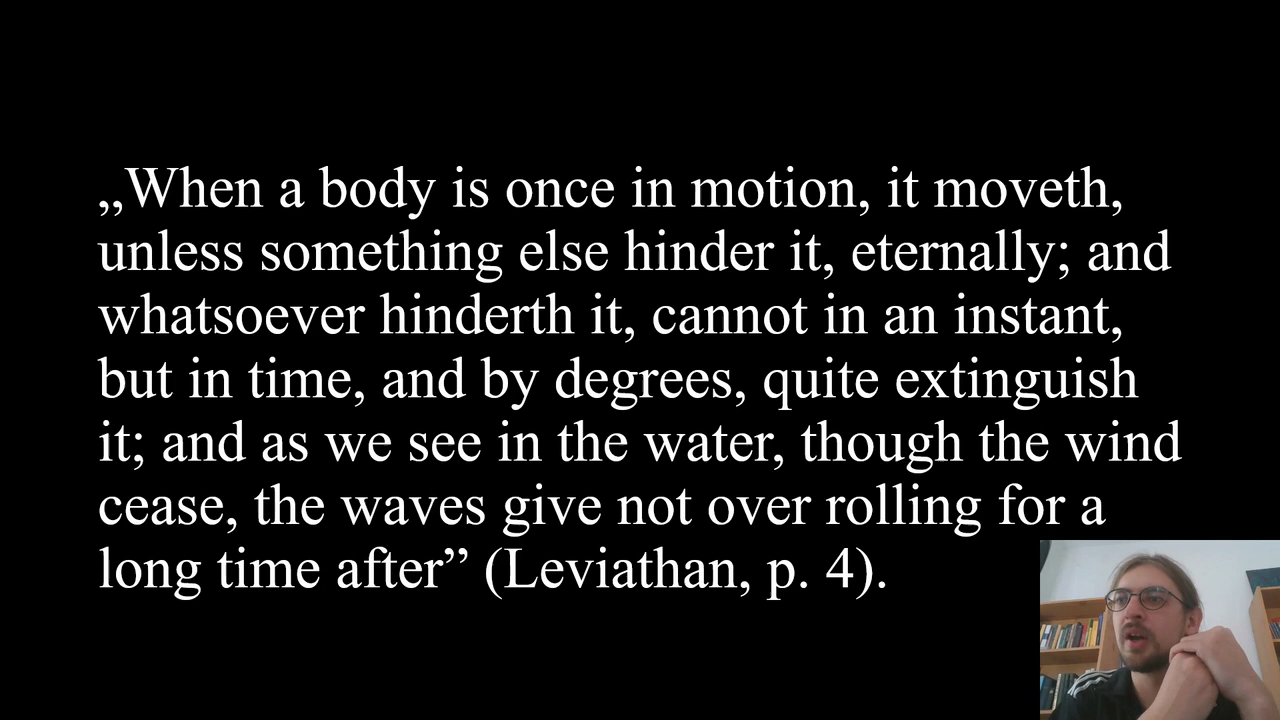 „When a body is once in motion, it moveth,
unless something else hinder it, eternally; and
whatsoever hinderth it, cannot in an instant,
but in time, and by degrees, quite extinguish
it; and as we see in the water, though the wind
cease, the waves give not over rolling for a
long time after” (Leviathan, p. 4).